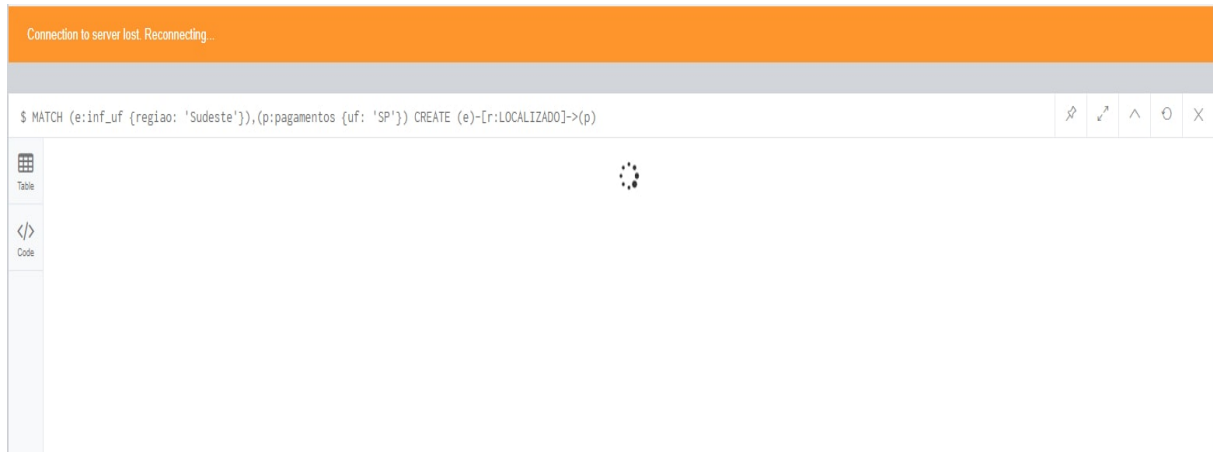 Connection to server lost. Reconnecting...
$ MATCH (e:inf_uf {regiao: 'Sudeste'}),(p:pagamentos {uf: 'SP'}) CREATE (e)-[r:LOCALIZADO]->(p)
Table
Code